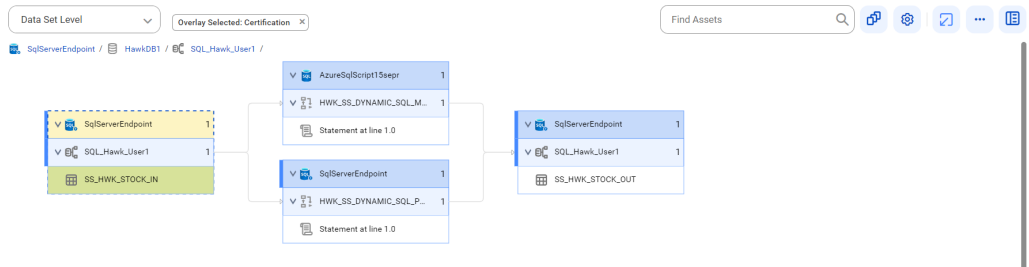 Data Set Level
Overlay Selected: Certification ×
Find Assets
SqlServerEndpoint / HawkDB1 / SQL_Hawk_User1 /
SqlServerEndpoint 1
SQL_Hawk_User1 1
SS_HWK_STOCK_IN
AzureSqlScript15sepr 1
HWK_SS_DYNAMIC_SQL_M... 1
Statement at line 1.0
SqlServerEndpoint 1
HWK_SS_DYNAMIC_SQL_P... 1
Statement at line 1.0
SqlServerEndpoint 1
SQL_Hawk_User1 1
SS_HWK_STOCK_OUT